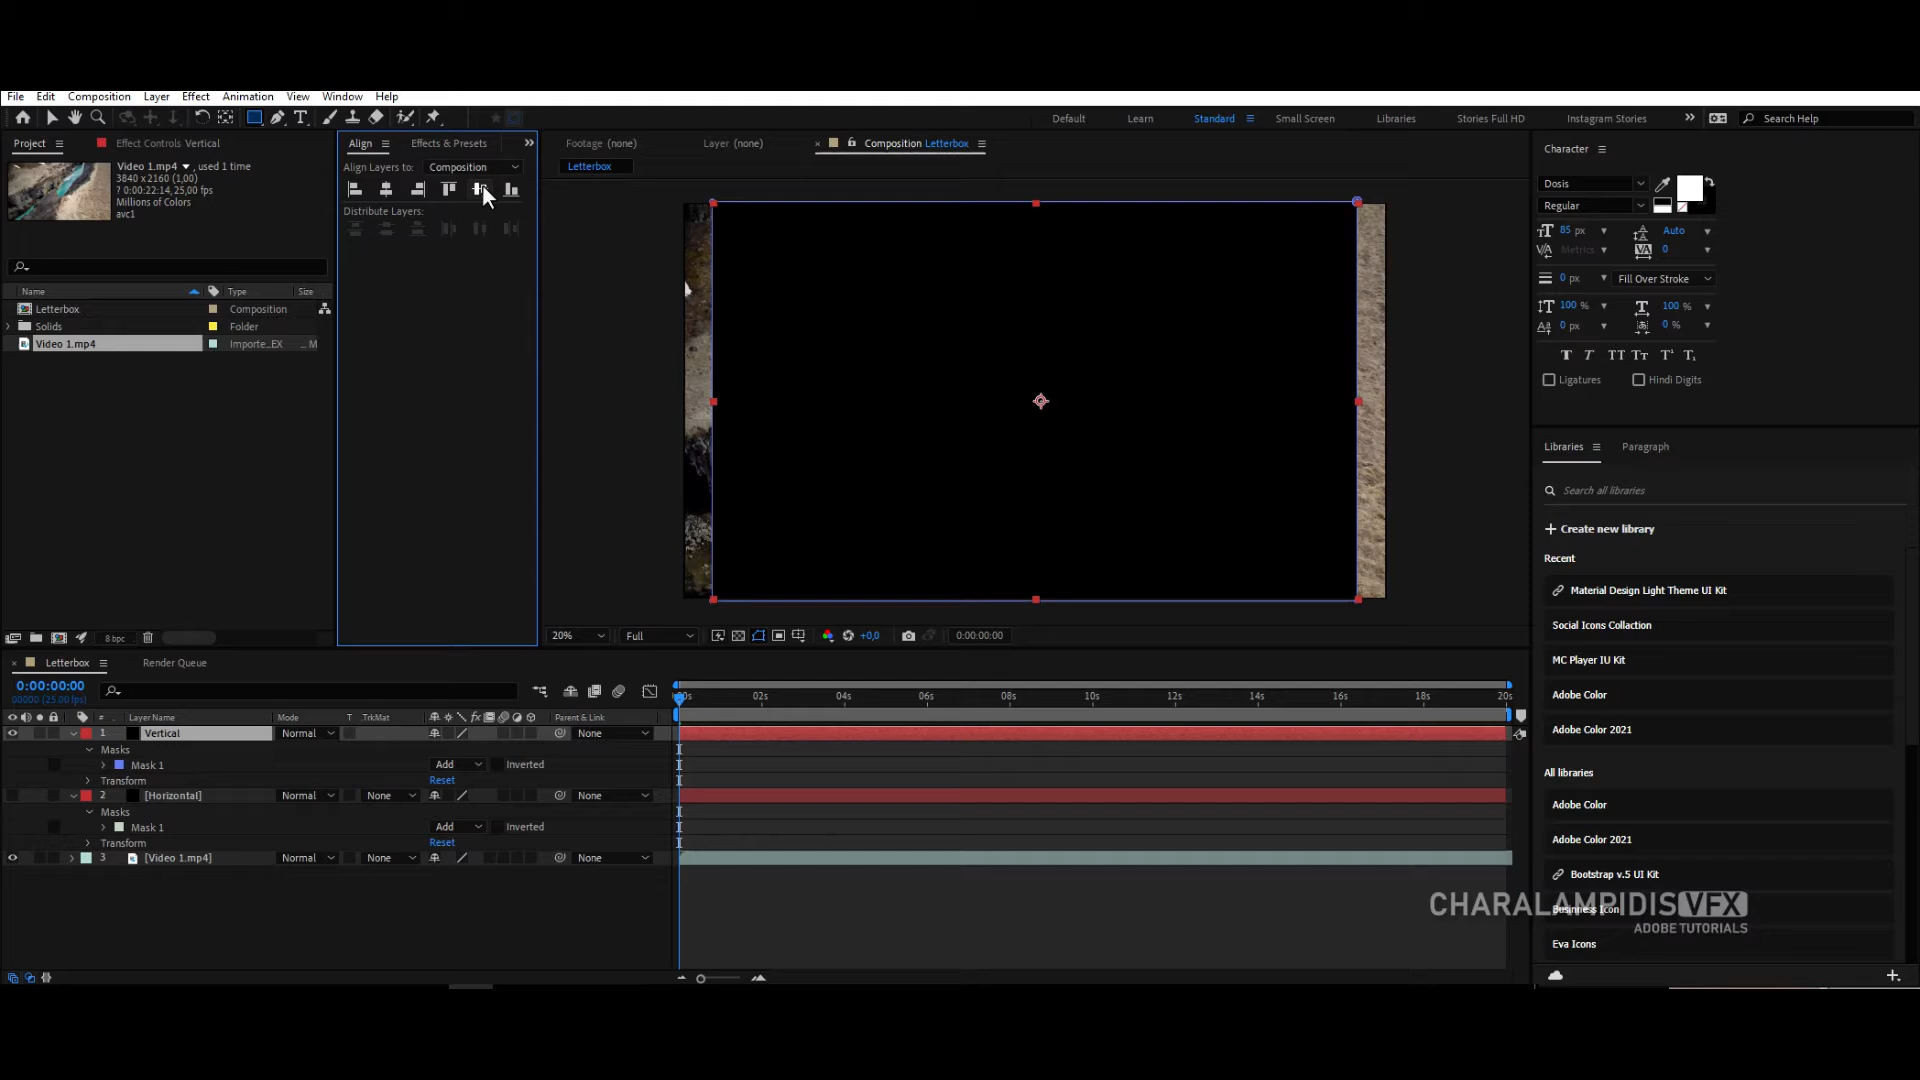 File Edit Composition Layer Effect Animation View Window Help
Default Learn Standard Small Screen Libraries Stories Full HD Instagram Stories Search Help
Project Effect Controls Vertical
Video 1.mp4 , used 1 time
3840 x 2160 (1,00)
? 0:00:22:14, 25,00 fps
Millions of Colors
avc1
Name Type Size
Letterbox Composition
Solids Folder
Video 1.mp4 Importe_EX _ M
8 bpc
Align Effects & Presets
Align Layers to: Composition
Distribute Layers:
Footage (none) Layer (none) Composition Letterbox
Letterbox
20% Full +0,0 0:00:00:00
Character
Dosis
Regular
85 px Auto
Metrics 0
0 px Fill Over Stroke
100 % 100 %
0 px 0 %
T T TT Tт T¹ T₁
Ligatures Hindi Digits
Libraries Paragraph
Search all libraries
Create new library
Recent
Material Design Light Theme UI Kit
Social Icons Collection
MC Player IU Kit
Adobe Color
Adobe Color 2021
All libraries
Adobe Color
Adobe Color 2021
Bootstrap v.5 UI Kit
Businness Icon
Eva Icons
CHARALAMPIDISVFX
ADOBE TUTORIALS
Letterbox Render Queue
0:00:00:00
00000 (25.00 fps)
02s 04s 06s 08s 10s 12s 14s 16s 18s 20s
# Layer Name Mode T .TrkMat Parent & Link
1 Vertical Normal None
Masks
Mask 1 Add Inverted
Transform Reset
2 [Horizontal] Normal None None
Masks
Mask 1 Add Inverted
Transform Reset
3 [Video 1.mp4] Normal None None